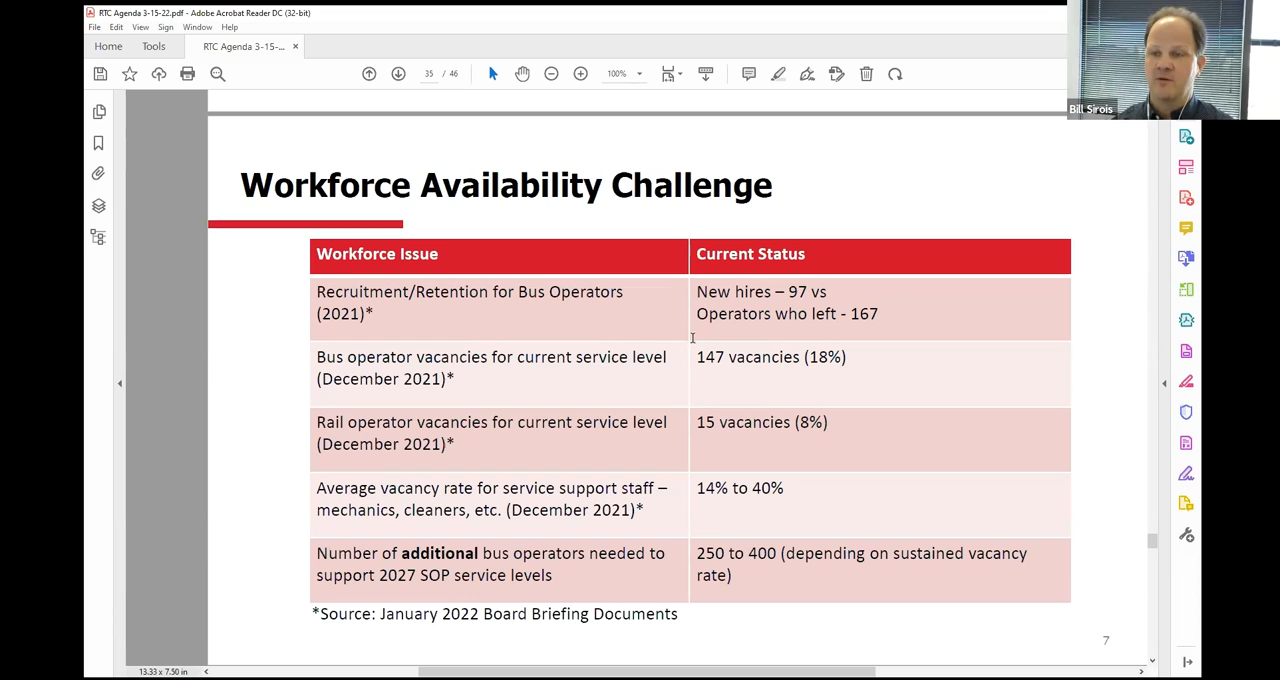 RTC Agenda 3-15-22.pdf - Adobe Acrobat Reader DC (32-bit)
File Edit View Sign Window Help
Home Tools RTC Agenda 3-15-... ×
35 / 46 100%
Bill Sirois
Workforce Availability Challenge
Workforce Issue Current Status
Recruitment/Retention for Bus Operators New hires – 97 vs
(2021)* Operators who left - 167
Bus operator vacancies for current service level 147 vacancies (18%)
(December 2021)*
Rail operator vacancies for current service level 15 vacancies (8%)
(December 2021)*
Average vacancy rate for service support staff – 14% to 40%
mechanics, cleaners, etc. (December 2021)*
Number of additional bus operators needed to 250 to 400 (depending on sustained vacancy
support 2027 SOP service levels rate)
*Source: January 2022 Board Briefing Documents
7
13.33 x 7.50 in